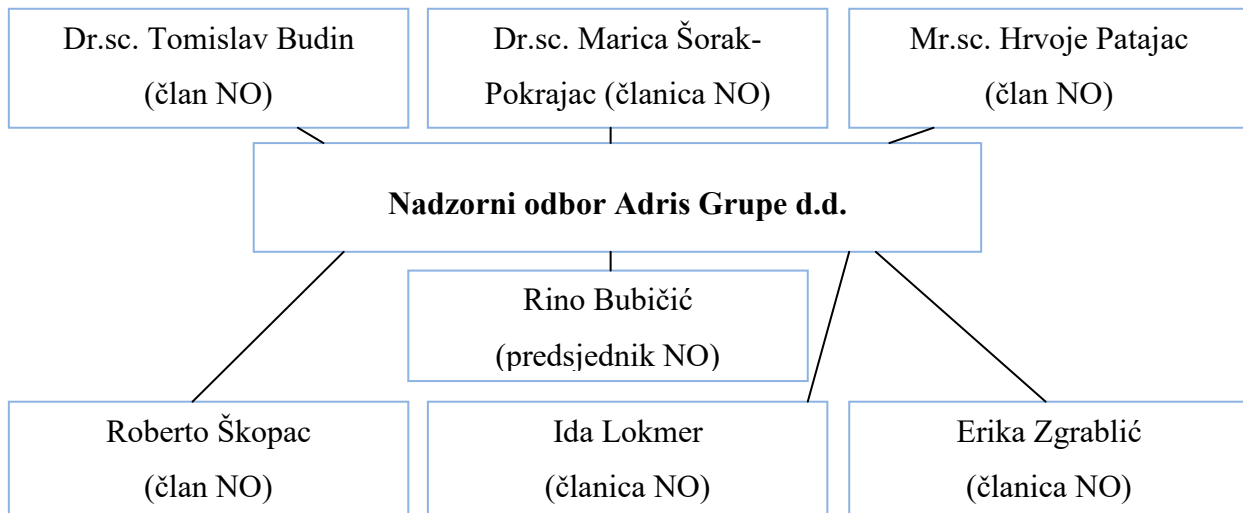 Dr.sc. Tomislav Budin
(član NO)
Dr.sc. Marica Šorak-
Pokrajac (članica NO)
Mr.sc. Hrvoje Patajac
(član NO)
Nadzorni odbor Adris Grupe d.d.
Rino Bubičić
(predsjednik NO)
Roberto Škopac
(član NO)
Ida Lokmer
(članica NO)
Erika Zgrablić
(članica NO)